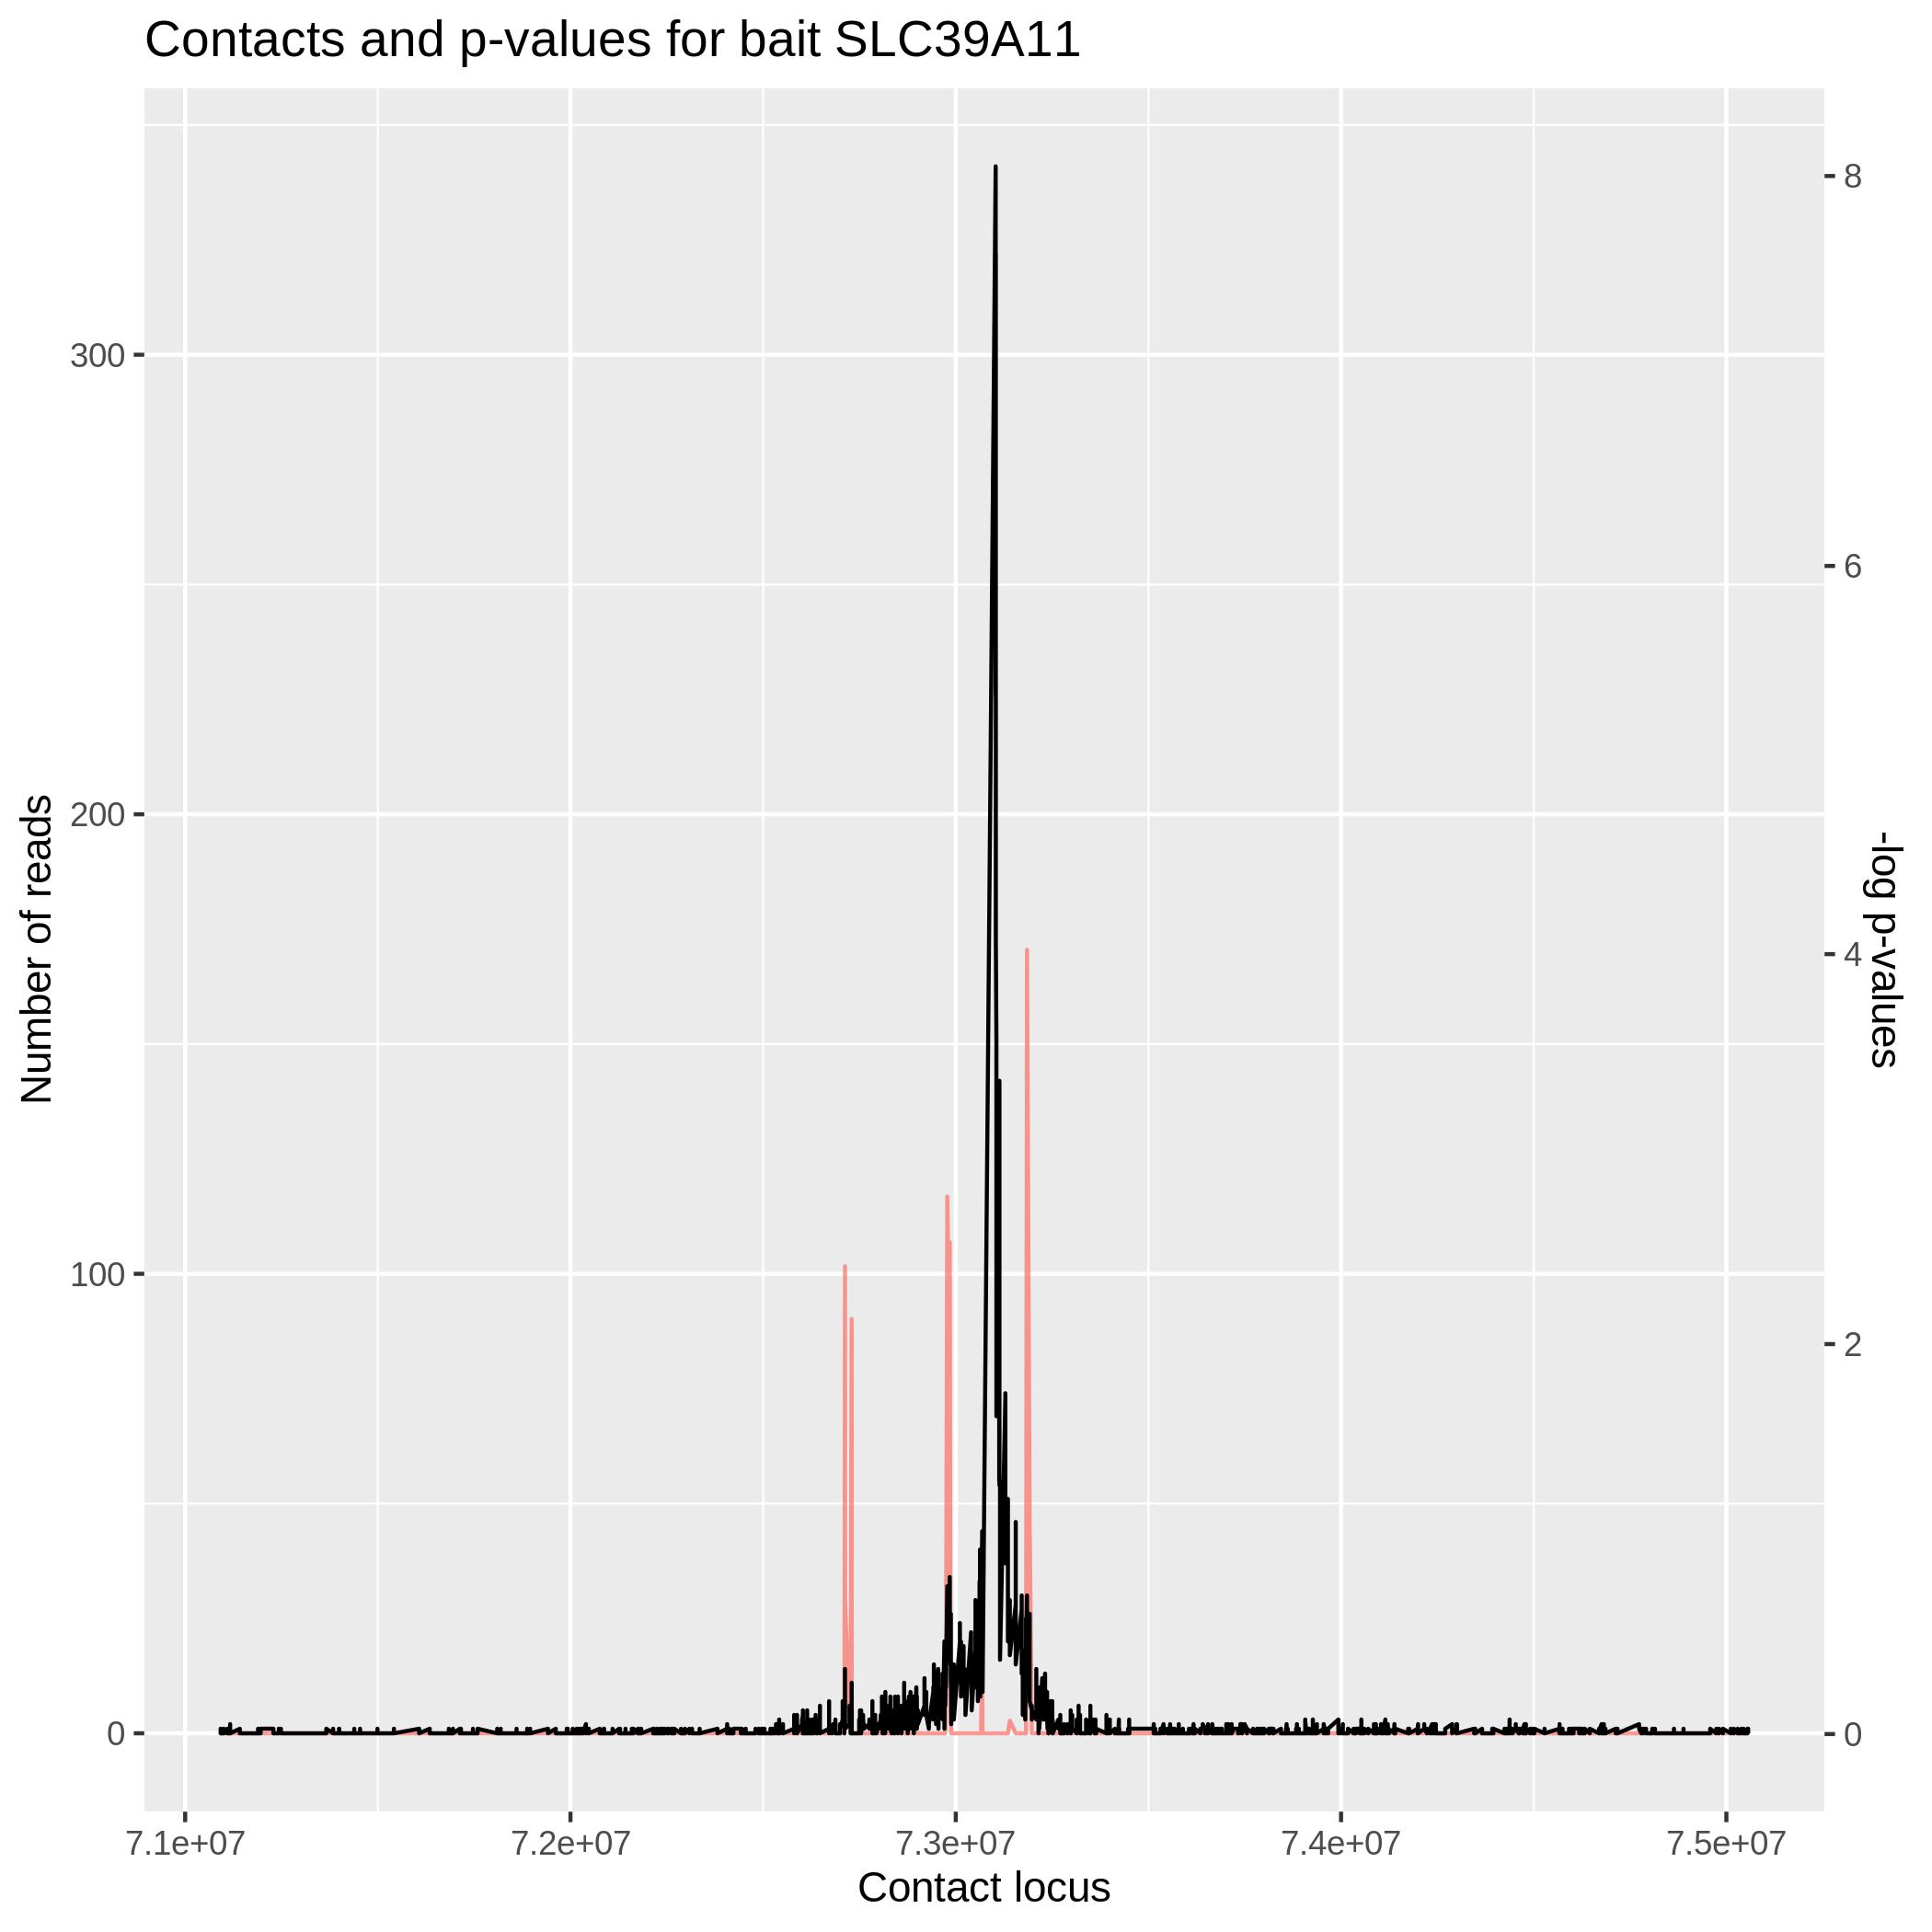 Contacts and p-values for bait SLC39A11
Number of reads
300
200
100
0
8
6
4
2
0
-log p-values
7.1e+07 7.2e+07 7.3e+07 7.4e+07 7.5e+07
Contact locus